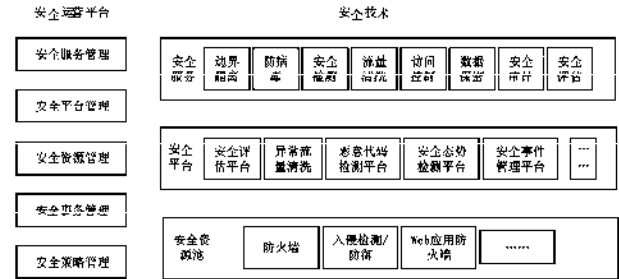 安全运营平台
安全技术
安全服务管理
安全平台管理
安全资源管理
安全事务管理
安全策略管理
安全服务
边界隔离
防病毒
安全检测
流量清洗
访问控制
数据
安全审计
安全评估
安全平台
安全评估平台
异常流量清洗
恶意代码检测平台
安全态势检测平台
安全事件管理平台
……
安全资源池
防火墙
入侵检测/防御
Web应用防火墙
……